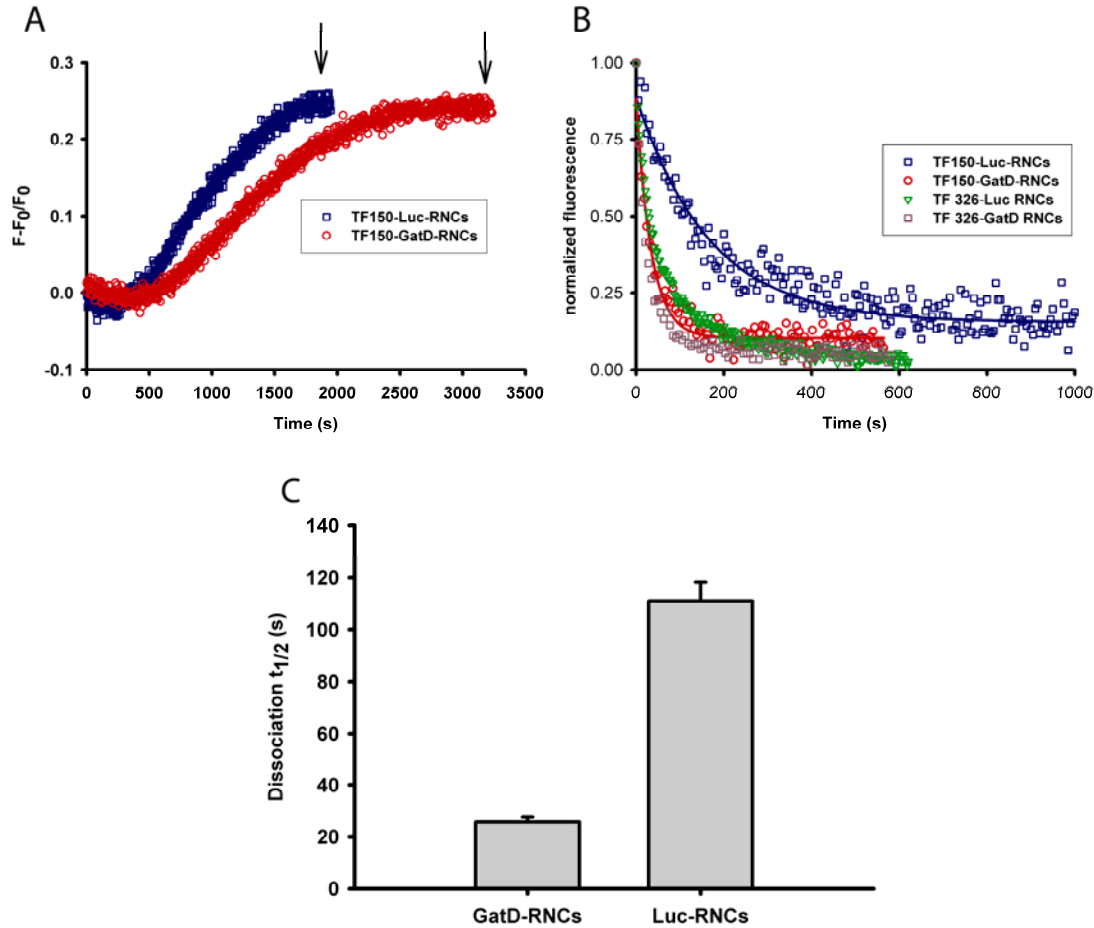 A
0.3
0.2
0.1
0.0
-0.1
F-F0/F0
TF150-Luc-RNCs
TF150-GatD-RNCs
0 500 1000 1500 2000 2500 3000 3500
Time (s)
B
1.00
0.75
0.50
0.25
0.00
normalized fluorescence
TF150-Luc-RNCs
TF150-GatD-RNCs
TF 326-Luc RNCs
TF 326-GatD RNCs
0 200 400 600 800 1000
Time (s)
C
140
120
100
80
60
40
20
0
Dissociation t1/2 (s)
GatD-RNCs Luc-RNCs